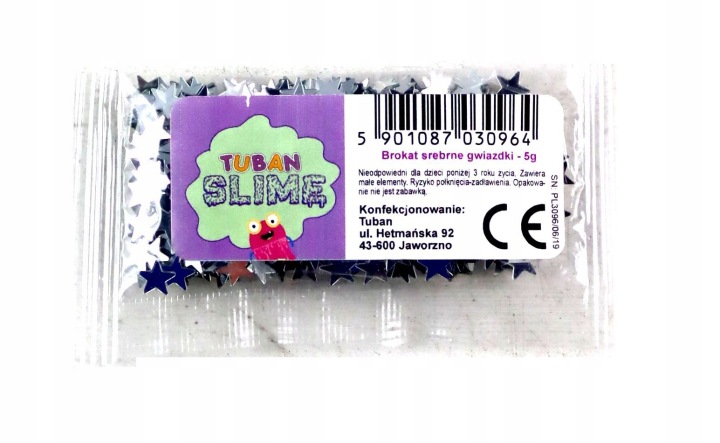 TUBAN
SLIME
5 901087 030964
Brokat srebrne gwiazdki - 5g
Nieodpowiedni dla dzieci poniżej 3 roku życia. Zawiera
małe elementy. Ryzyko połknięcia-zadławienia. Opakowa-
nie nie jest zabawką.
Konfekcjonowanie:
Tuban
ul. Hetmańska 92
43-600 Jaworzno
CE
SN: PL3096/06/19